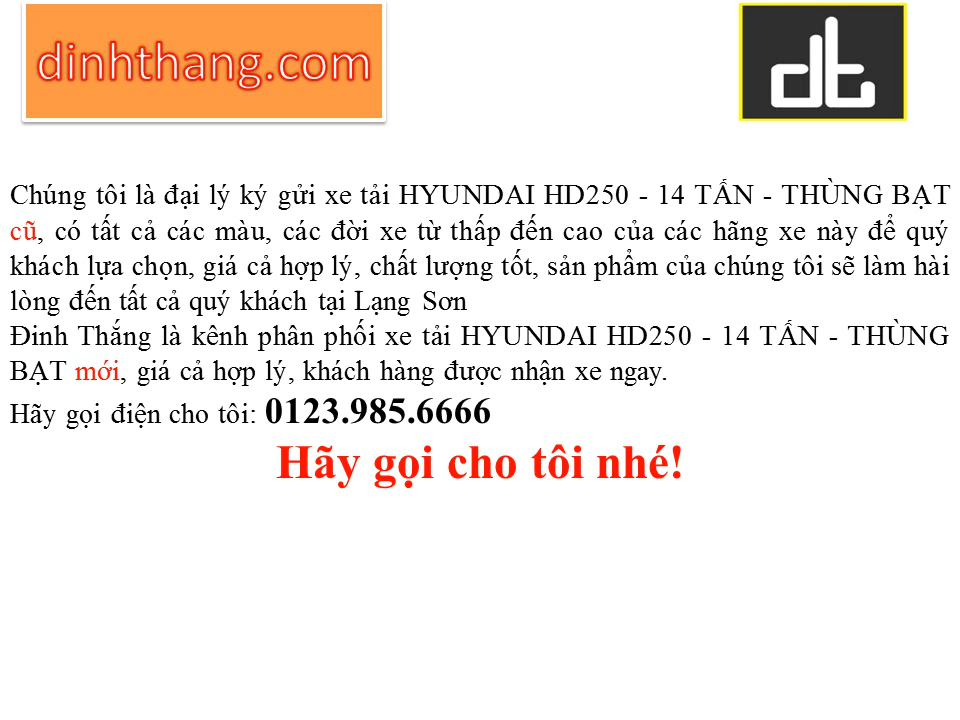 dinhthang.com
dt
Chúng tôi là đại lý ký gửi xe tải HYUNDAI HD250 - 14 TẤN - THÙNG BẠT
cũ, có tất cả các màu, các đời xe từ thấp đến cao của các hãng xe này để quý
khách lựa chọn, giá cả hợp lý, chất lượng tốt, sản phẩm của chúng tôi sẽ làm hài
lòng đến tất cả quý khách tại Lạng Sơn
Đinh Thắng là kênh phân phối xe tải HYUNDAI HD250 - 14 TẤN - THÙNG
BẠT mới, giá cả hợp lý, khách hàng được nhận xe ngay.
Hãy gọi điện cho tôi: 0123.985.6666
Hãy gọi cho tôi nhé!